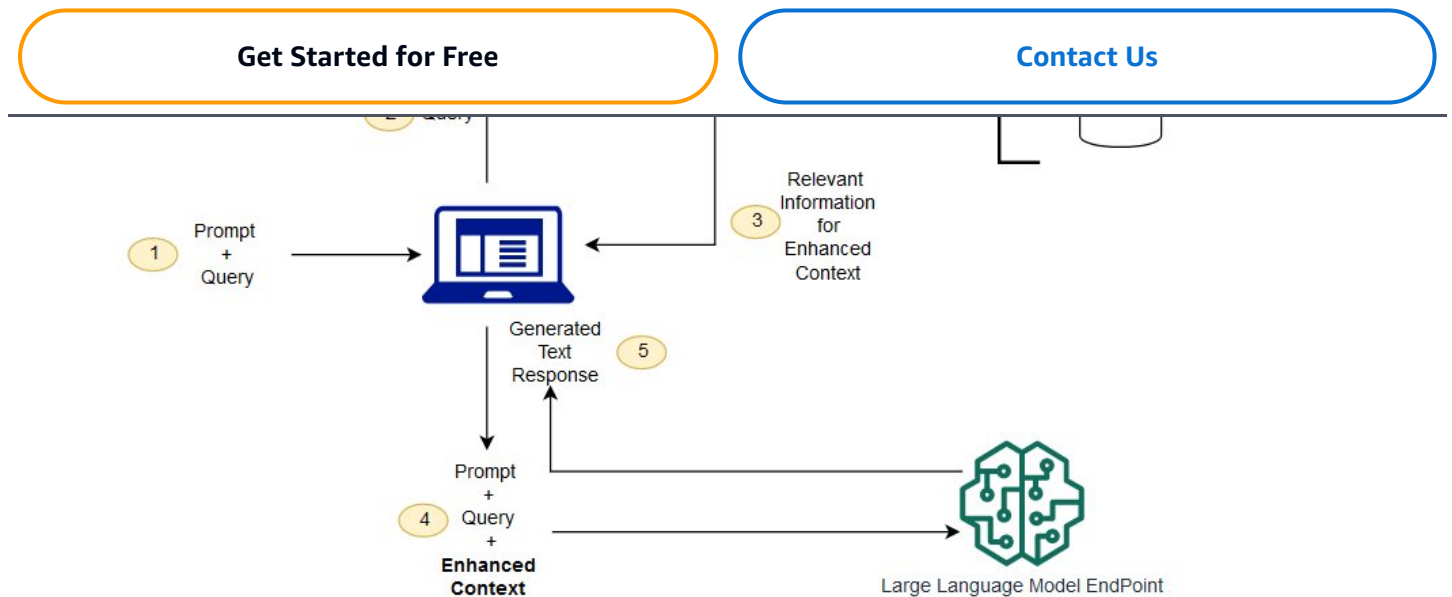 Get Started for Free
Contact Us
Query
Relevant
Information
for
Enhanced
Context
3
1
Prompt
+
Query
Generated
Text
Response
5
Prompt
+
Query
+
Enhanced
Context
4
Large Language Model EndPoint